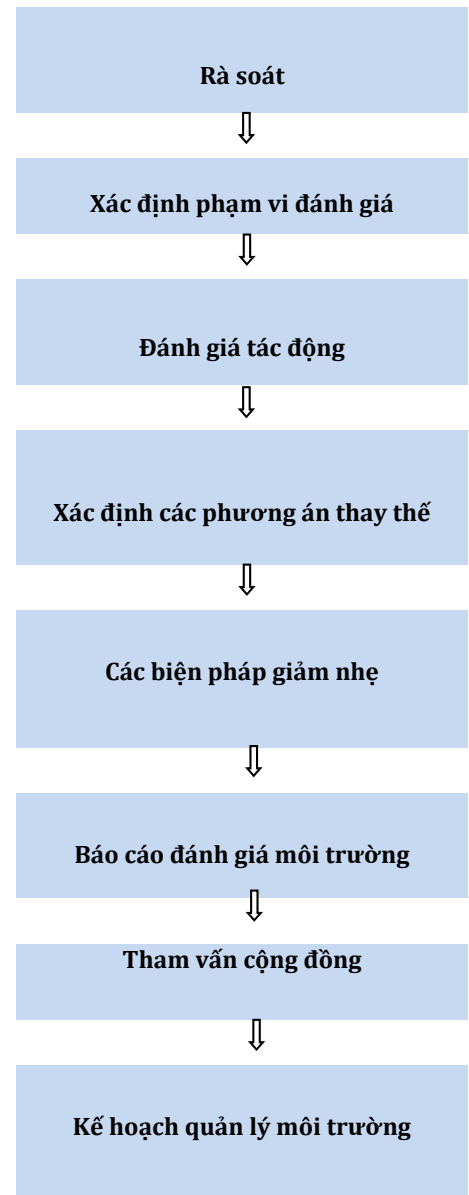 Rà soát
Xác định phạm vi đánh giá
Đánh giá tác động
Xác định các phương án thay thế
Các biện pháp giảm nhẹ
Báo cáo đánh giá môi trường
Tham vấn cộng đồng
Kế hoạch quản lý môi trường